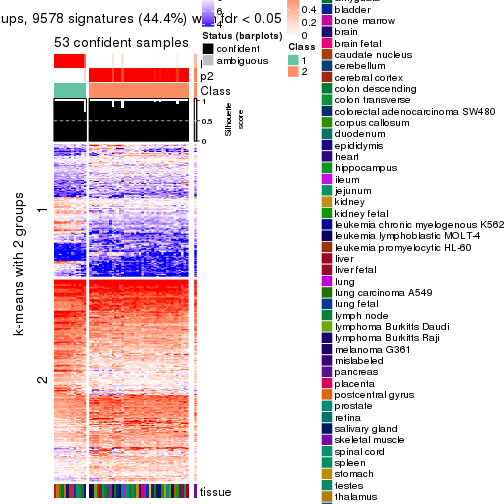 ups, 9578 signatures (44.4%) with fdr < 0.05
53 confident samples
p2
Class
1
0.5
0
Silhouette
score
k-means with 2 groups
1
2
tissue
4
Status (barplots)
confident
ambiguous
0.4
0.2
0
Class
1
2
bladder
bone marrow
brain
brain fetal
caudate nucleus
cerebellum
cerebral cortex
colon descending
colon transverse
colorectal adenocarcinoma SW480
corpus callosum
duodenum
epididymis
heart
hippocampus
ileum
jejunum
kidney
kidney fetal
leukemia chronic myelogenous K562
leukemia lymphoblastic MOLT-4
leukemia promyelocytic HL-60
liver
liver fetal
lung
lung carcinoma A549
lung fetal
lymph node
lymphoma Burkitts Daudi
lymphoma Burkitts Raji
melanoma G361
mislabeled
pancreas
placenta
postcentral gyrus
prostate
retina
salivary gland
skeletal muscle
spinal cord
spleen
stomach
testes
thalamus